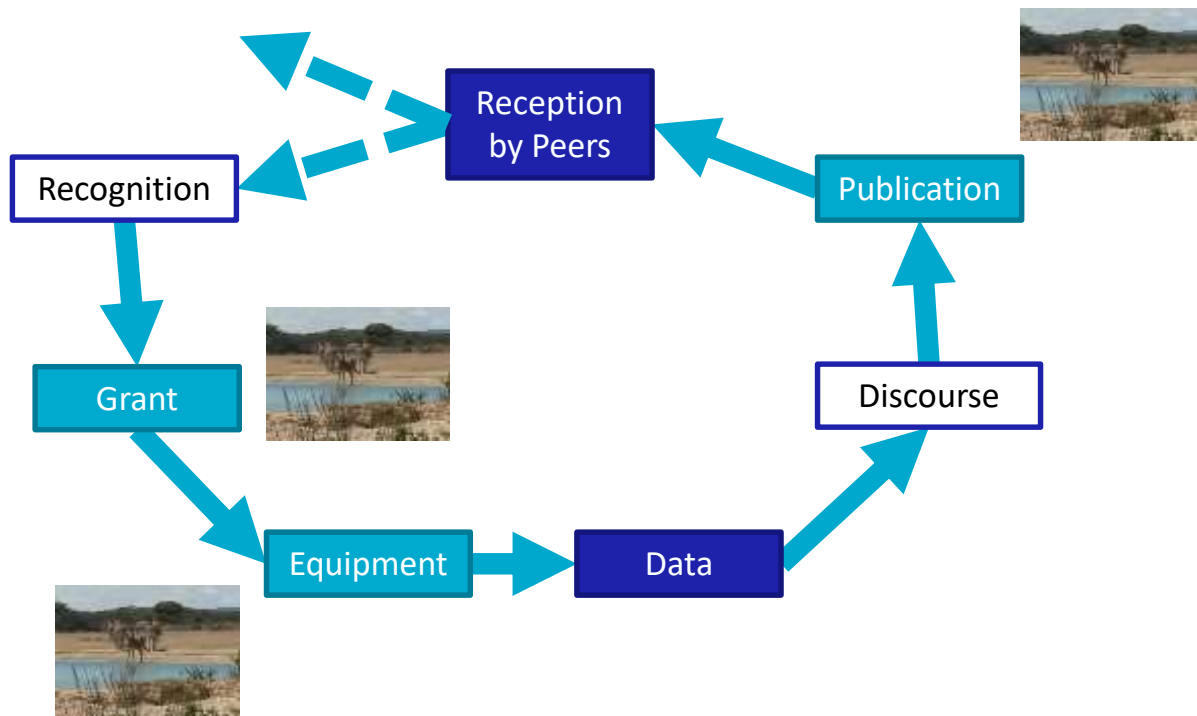 Reception
by Peers
Recognition
Publication
Grant
Discourse
Equipment
Data